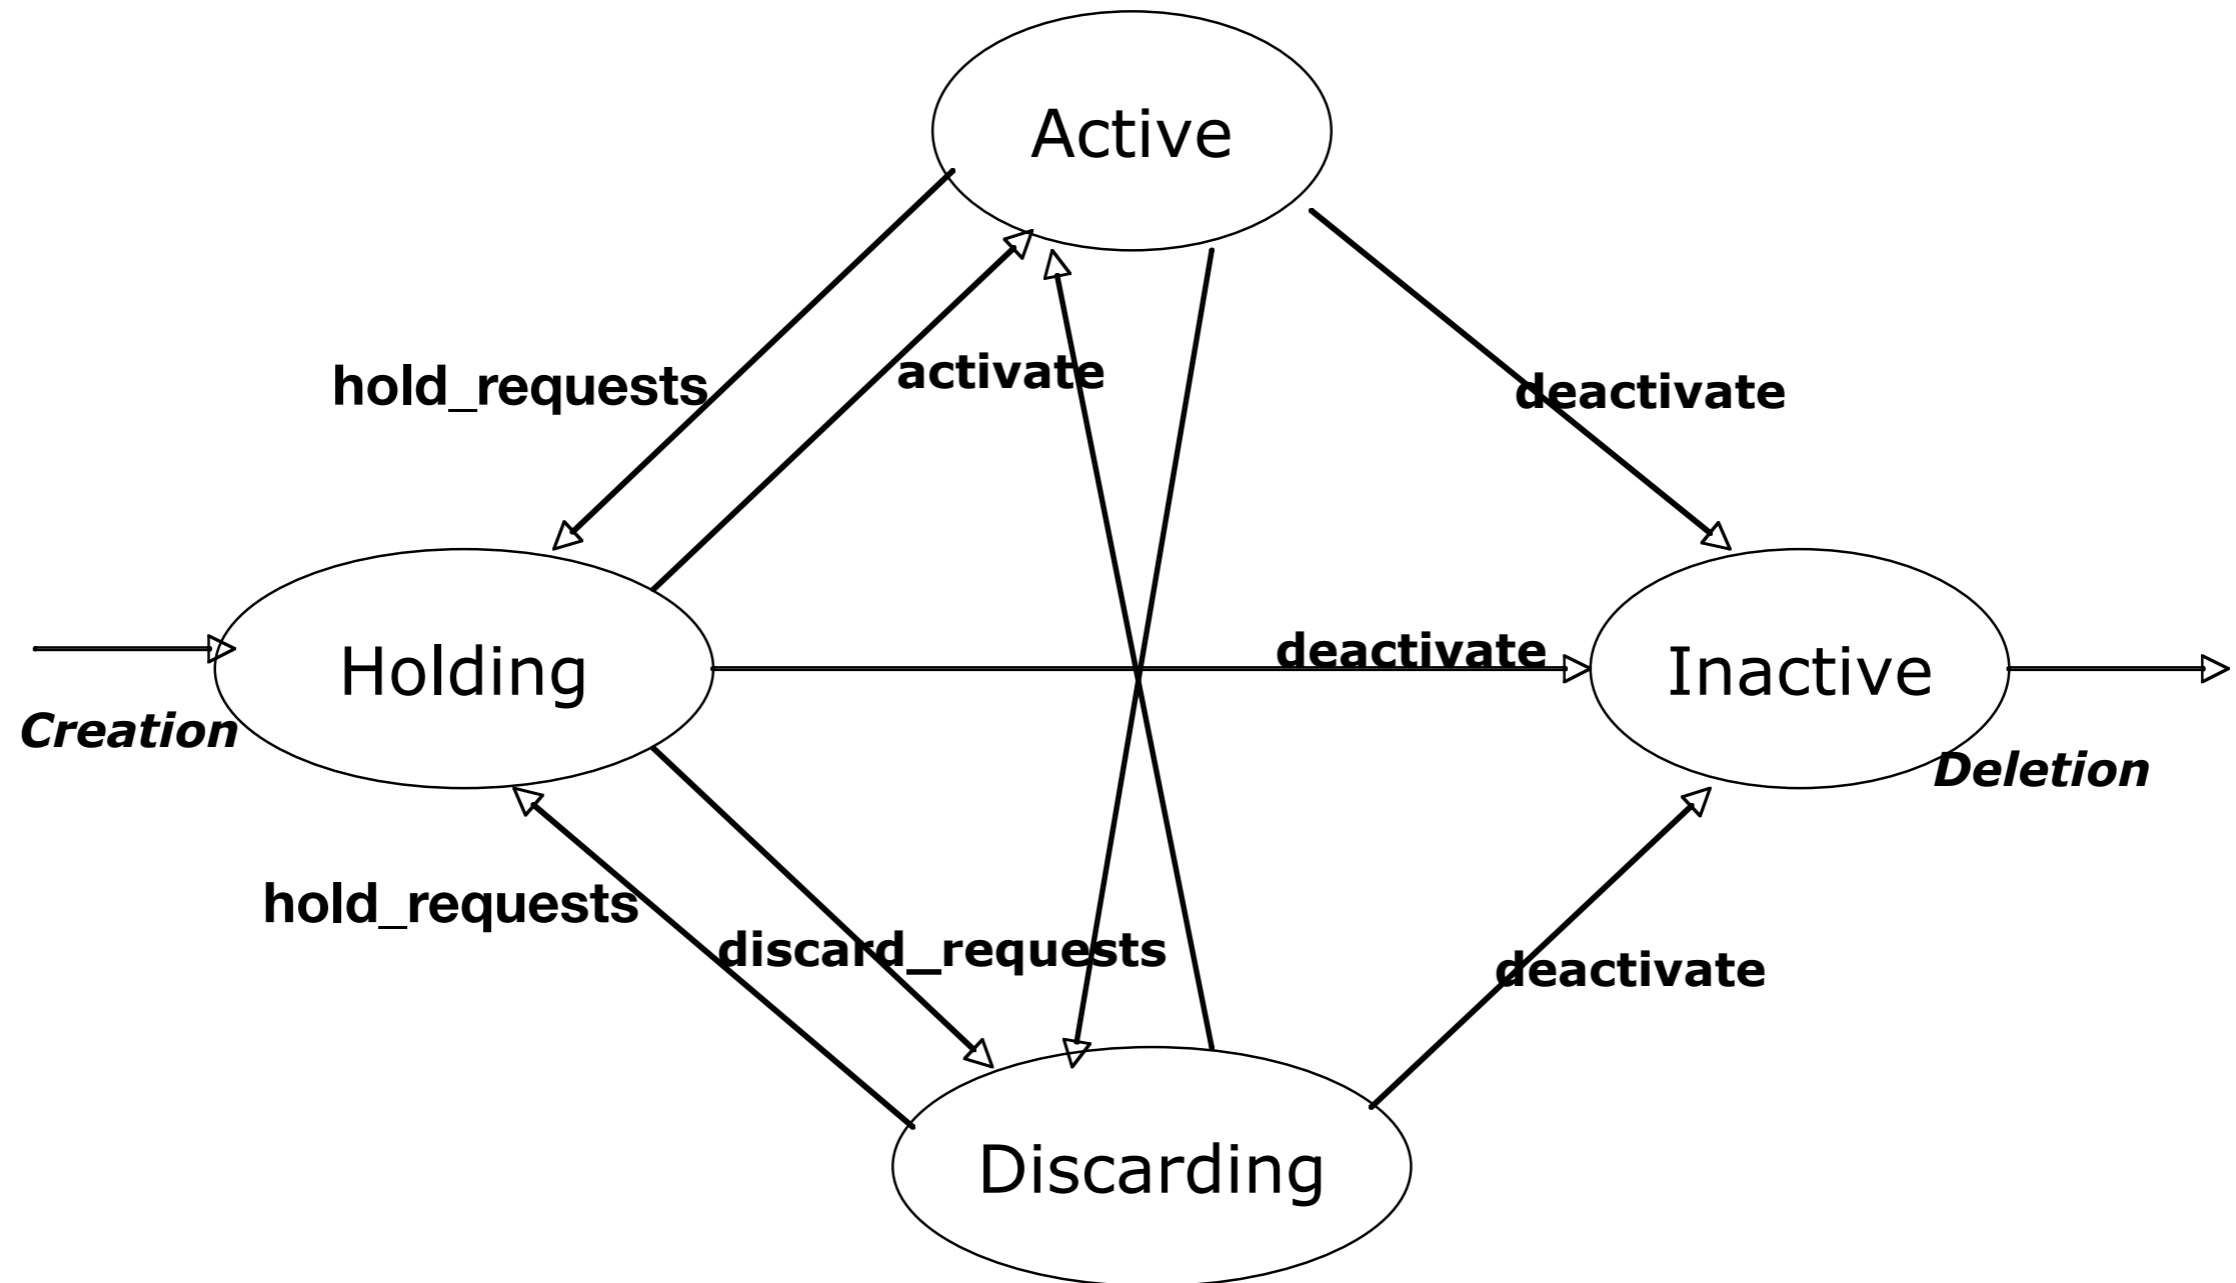 Active
hold_requests
activate
deactivate
deactivate
Holding
Inactive
Creation
Deletion
hold_requests
discard_requests
deactivate
Discarding